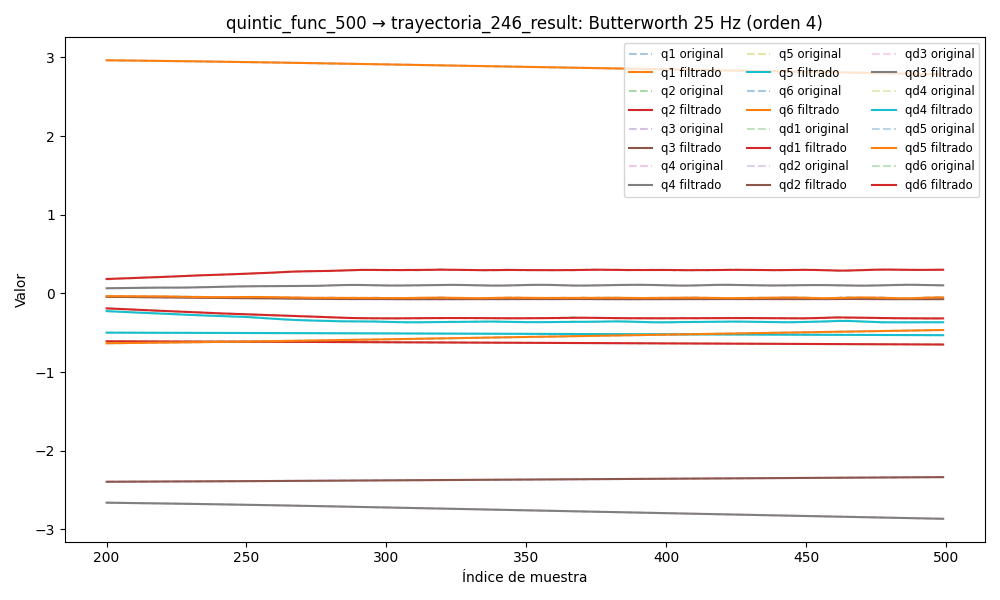 quintic_func_500 → trayectoria_246_result: Butterworth 25 Hz (orden 4)
q1 original
q1 filtrado
q2 original
q2 filtrado
q3 original
q3 filtrado
q4 original
q4 filtrado
q5 original
q5 filtrado
q6 original
q6 filtrado
qd1 original
qd1 filtrado
qd2 original
qd2 filtrado
qd3 original
qd3 filtrado
qd4 original
qd4 filtrado
qd5 original
qd5 filtrado
qd6 original
qd6 filtrado
Valor
3
2
1
0
−1
−2
−3
200
250
300
350
400
450
500
Índice de muestra